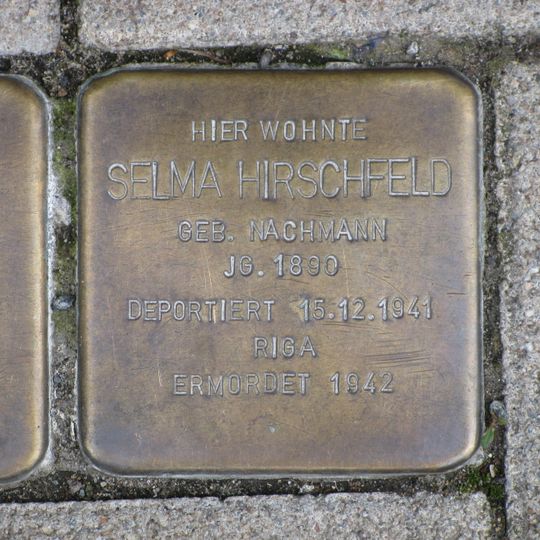 HIER WOHNTE
SELMA HIRSCHFELD
GEB. NACHMANN
JG. 1890
DEPORTIERT 15.12.1941
RIGA
ERMORDET 1942